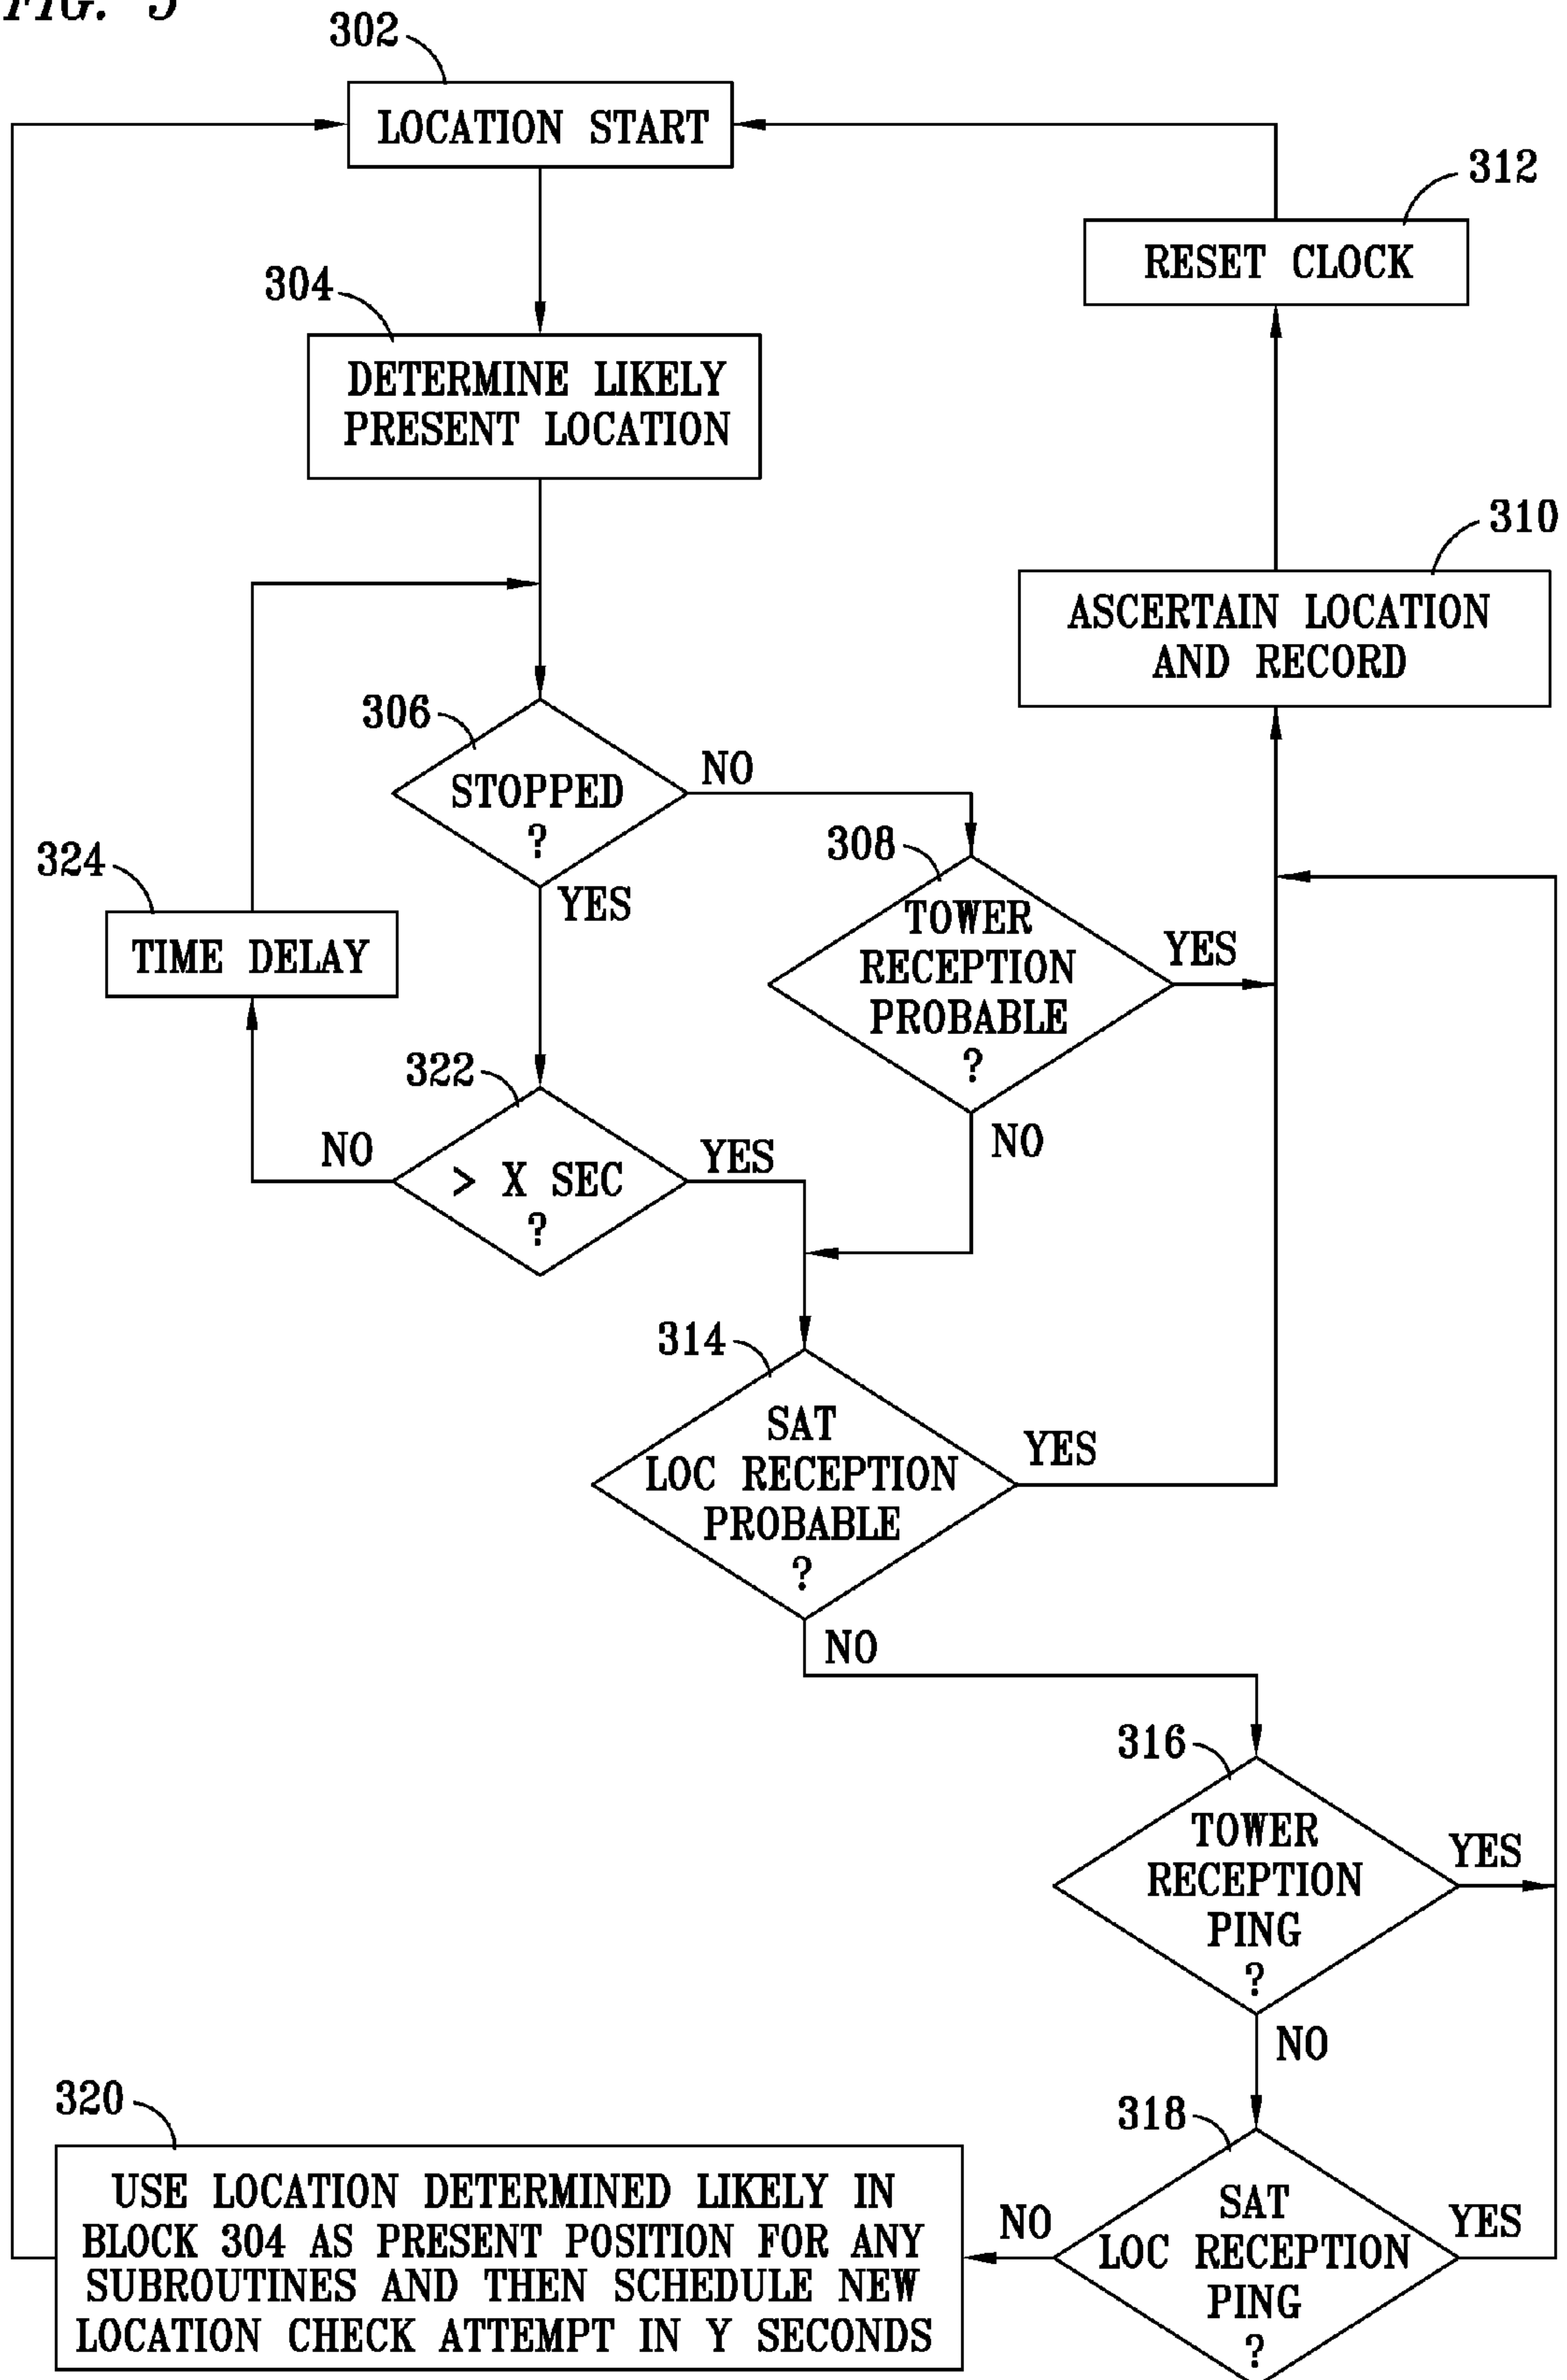 FIG. 3
302
LOCATION START
312
RESET CLOCK
304
DETERMINE LIKELY
PRESENT LOCATION
310
ASCERTAIN LOCATION
AND RECORD
306
STOPPED
?
NO
YES
308
TOWER
RECEPTION
PROBABLE
?
YES
NO
324
TIME DELAY
322
> X SEC
?
NO
YES
314
SAT
LOC RECEPTION
PROBABLE
?
YES
NO
316
TOWER
RECEPTION
PING
?
YES
NO
318
SAT
LOC RECEPTION
PING
?
YES
NO
320
USE LOCATION DETERMINED LIKELY IN
BLOCK 304 AS PRESENT POSITION FOR ANY
SUBROUTINES AND THEN SCHEDULE NEW
LOCATION CHECK ATTEMPT IN Y SECONDS